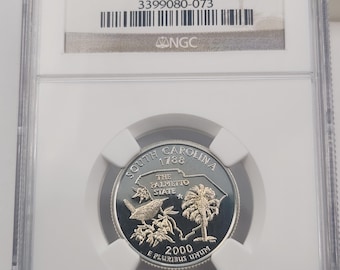 3399080-073
NGC
SOUTH CAROLINA
1788
THE
PALMETTO
STATE
2000
E PLURIBUS UNUM